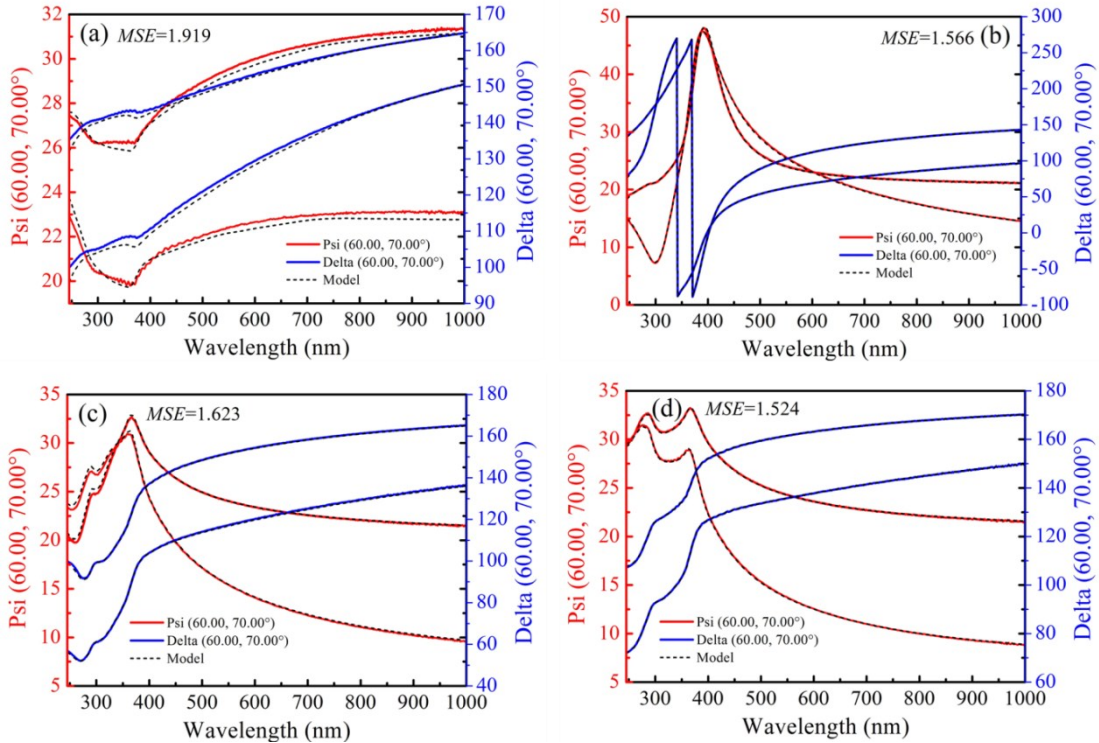 (a)
MSE=1.919
32
30
28
26
24
22
20
Psi (60.00, 70.00°)
170
160
150
140
130
120
110
100
90
Delta (60.00, 70.00°)
Psi (60.00, 70.00°)
Delta (60.00, 70.00°)
Model
300 400 500 600 700 800 900 1000
Wavelength (nm)
MSE=1.566
(b)
50
40
30
20
10
0
Psi (60.00, 70.00°)
300
250
200
150
100
50
0
-50
-100
Delta (60.00, 70.00°)
Psi (60.00, 70.00°)
Delta (60.00, 70.00°)
Model
300 400 500 600 700 800 900 1000
Wavelength (nm)
(c)
MSE=1.623
35
30
25
20
15
10
5
Psi (60.00, 70.00°)
180
160
140
120
100
80
60
40
Delta (60.00, 70.00°)
Psi (60.00, 70.00°)
Delta (60.00, 70.00°)
Model
300 400 500 600 700 800 900 1000
Wavelength (nm)
(d)
MSE=1.524
35
30
25
20
15
10
5
Psi (60.00, 70.00°)
180
160
140
120
100
80
60
Delta (60.00, 70.00°)
Psi (60.00, 70.00°)
Delta (60.00, 70.00°)
Model
300 400 500 600 700 800 900 1000
Wavelength (nm)